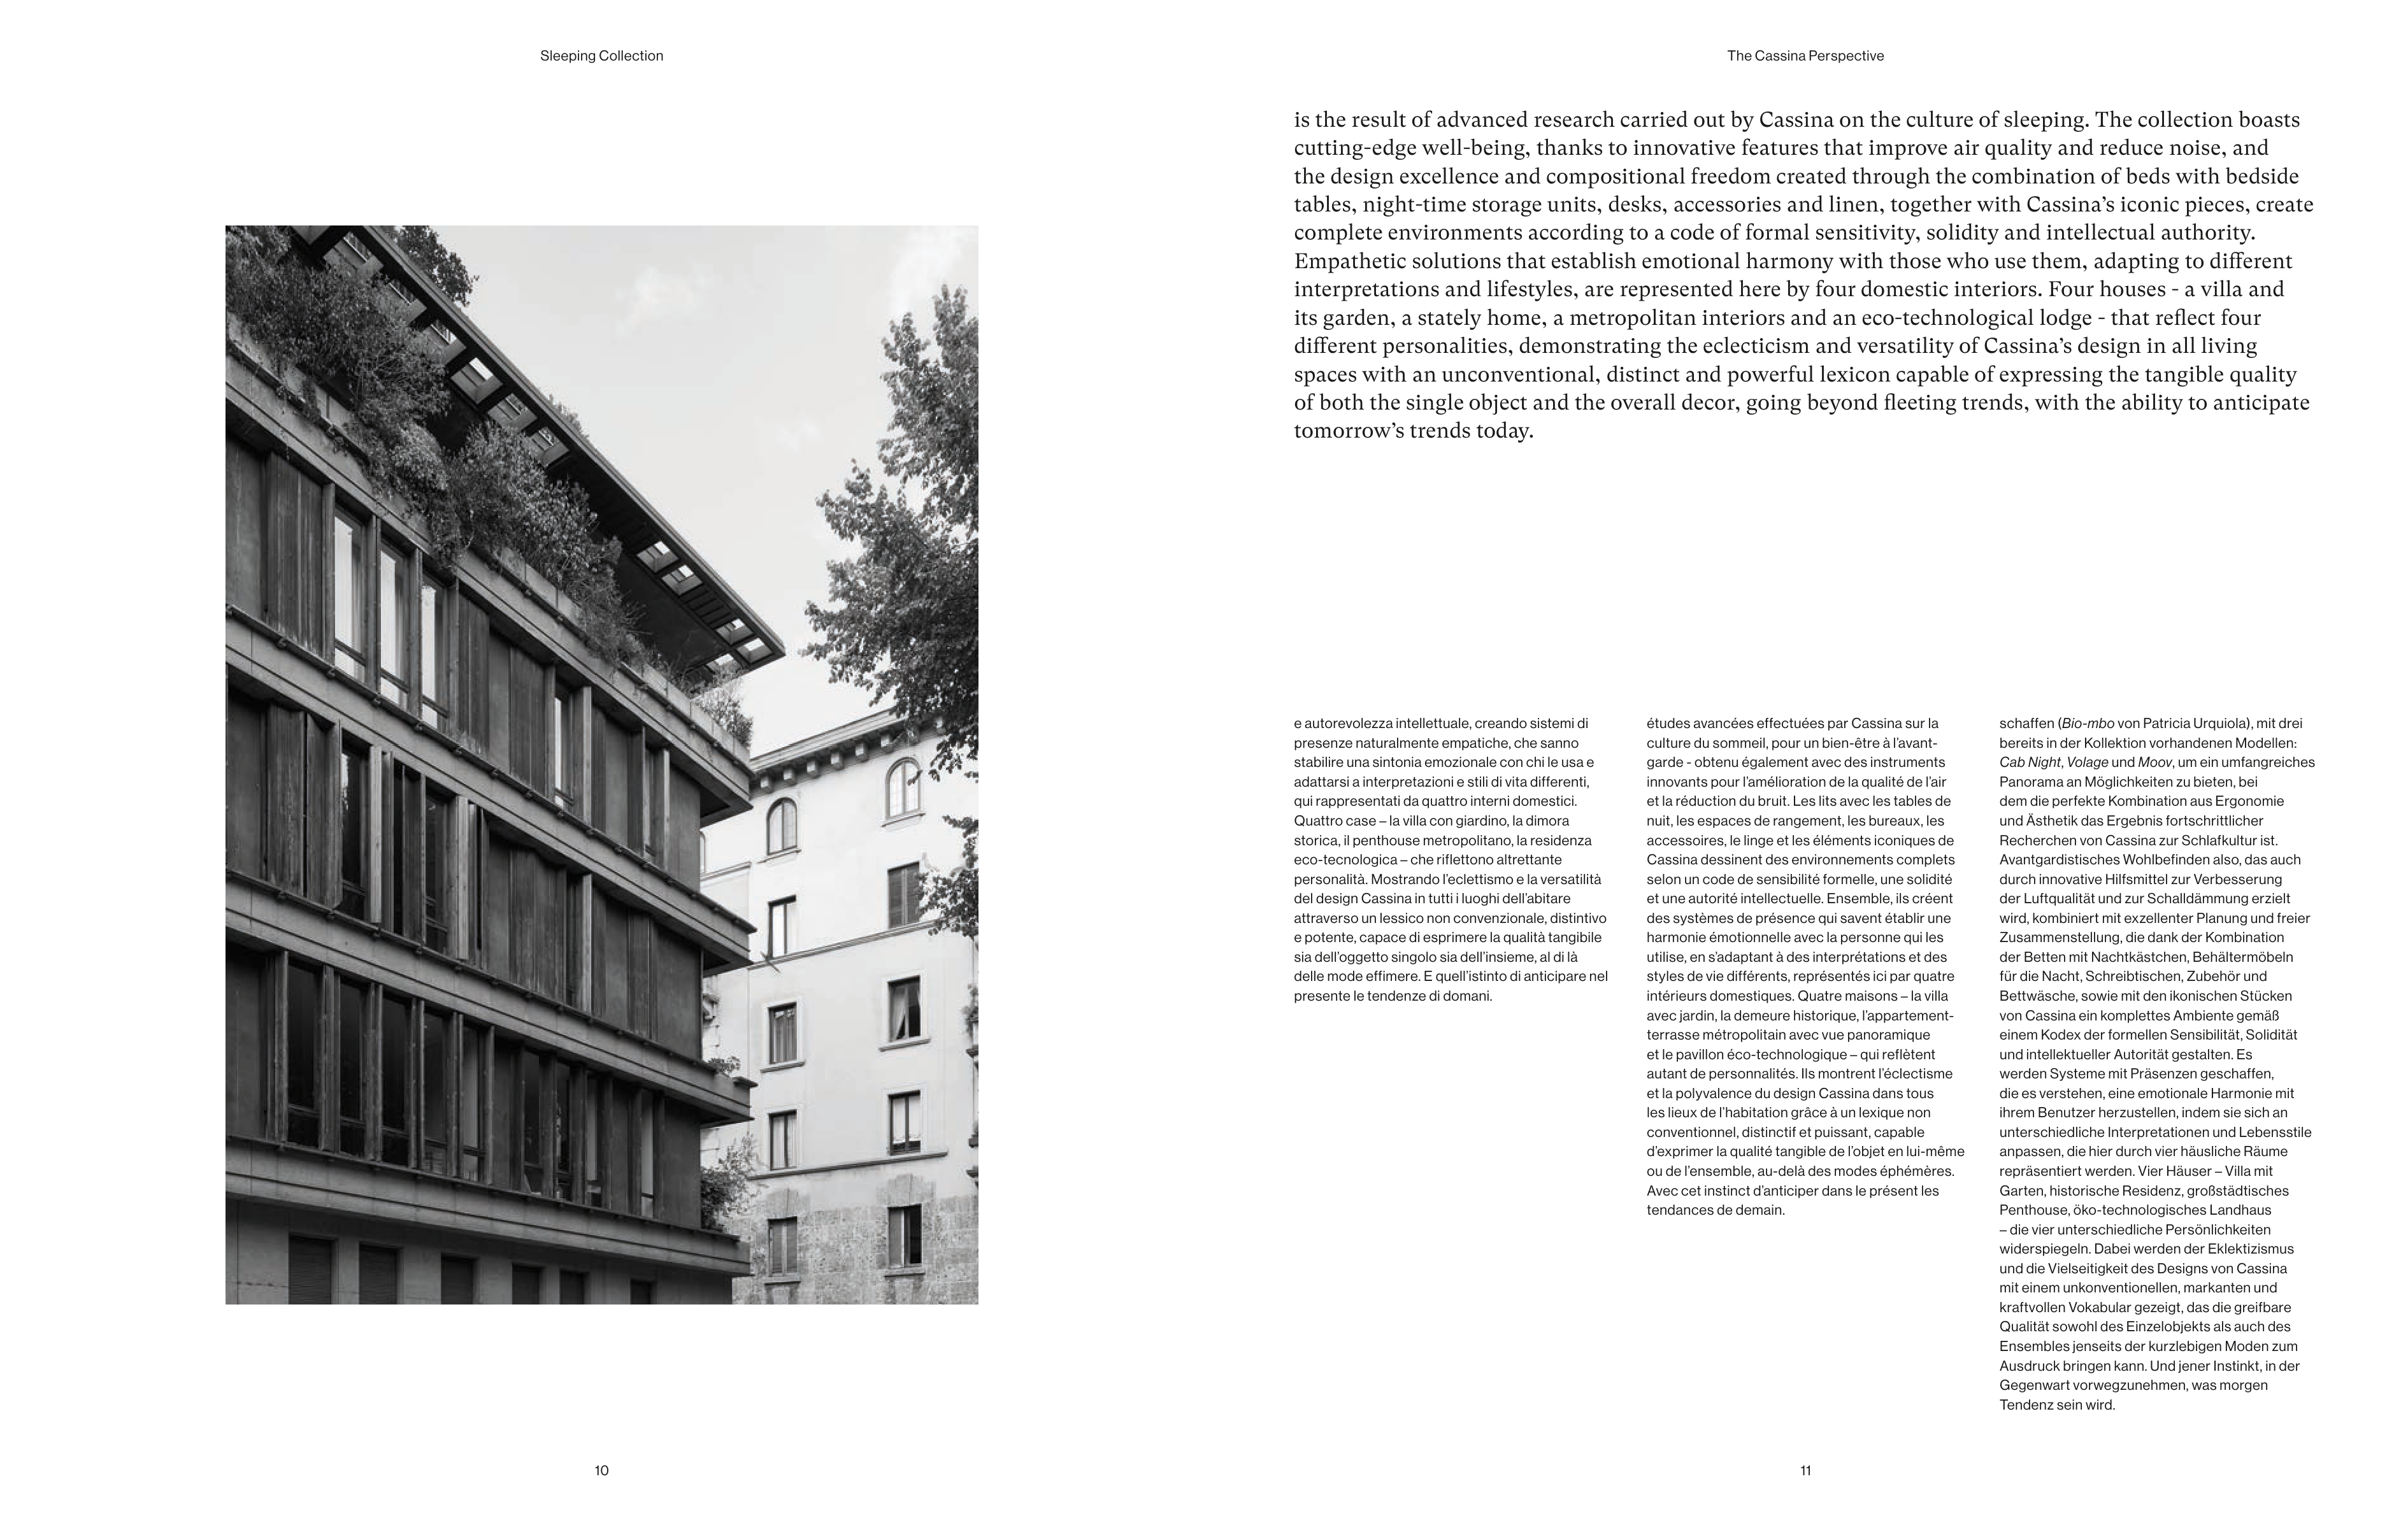 Sleeping Collection
The Cassina Perspective
is the result of advanced research carried out by Cassina on the culture of sleeping. The collection boasts
cutting-edge well-being, thanks to innovative features that improve air quality and reduce noise, and
the design excellence and compositional freedom created through the combination of beds with bedside
tables, night-time storage units, desks, accessories and linen, together with Cassina’s iconic pieces, create
complete environments according to a code of formal sensitivity, solidity and intellectual authority.
Empathetic solutions that establish emotional harmony with those who use them, adapting to different
interpretations and lifestyles, are represented here by four domestic interiors. Four houses - a villa and
its garden, a stately home, a metropolitan interiors and an eco-technological lodge - that reflect four
different personalities, demonstrating the eclecticism and versatility of Cassina’s design in all living
spaces with an unconventional, distinct and powerful lexicon capable of expressing the tangible quality
of both the single object and the overall decor, going beyond fleeting trends, with the ability to anticipate
tomorrow’s trends today.
e autorevolezza intellettuale, creando sistemi di
presenze naturalmente empatiche, che sanno
stabilire una sintonia emozionale con chi le usa e
adattarsi a interpretazioni e stili di vita differenti,
qui rappresentati da quattro interni domestici.
Quattro case – la villa con giardino, la dimora
storica, il penthouse metropolitano, la residenza
eco-tecnologica – che riflettono altrettante
personalità. Mostrando l’eclettismo e la versatilità
del design Cassina in tutti i luoghi dell’abitare
attraverso un lessico non convenzionale, distintivo
e potente, capace di esprimere la qualità tangibile
sia dell’oggetto singolo sia dell’insieme, al di là
delle mode effimere. E quell’istinto di anticipare nel
presente le tendenze di domani.
études avancées effectuées par Cassina sur la
culture du sommeil, pour un bien-être à l’avant-
garde - obtenu également avec des instruments
innovants pour l’amélioration de la qualité de l’air
et la réduction du bruit. Les lits avec les tables de
nuit, les espaces de rangement, les bureaux, les
accessoires, le linge et les éléments iconiques de
Cassina dessinent des environnements complets
selon un code de sensibilité formelle, une solidité
et une autorité intellectuelle. Ensemble, ils créent
des systèmes de présence qui savent établir une
harmonie émotionnelle avec la personne qui les
utilise, en s’adaptant à des interprétations et des
styles de vie différents, représentés ici par quatre
intérieurs domestiques. Quatre maisons – la villa
avec jardin, la demeure historique, l’appartement-
terrasse métropolitain avec vue panoramique
et le pavillon éco-technologique – qui reflètent
autant de personnalités. Ils montrent l’éclectisme
et la polyvalence du design Cassina dans tous
les lieux de l’habitation grâce à un lexique non
conventionnel, distinctif et puissant, capable
d’exprimer la qualité tangible de l’objet en lui-même
ou de l’ensemble, au-delà des modes éphémères.
Avec cet instinct d’anticiper dans le présent les
tendances de demain.
schaffen (Bio-mbo von Patricia Urquiola), mit drei
bereits in der Kollektion vorhandenen Modellen:
Cab Night, Volage und Moov, um ein umfangreiches
Panorama an Möglichkeiten zu bieten, bei
dem die perfekte Kombination aus Ergonomie
und Ästhetik das Ergebnis fortschrittlicher
Recherchen von Cassina zur Schlafkultur ist.
Avantgardistisches Wohlbefinden also, das auch
durch innovative Hilfsmittel zur Verbesserung
der Luftqualität und zur Schalldämmung erzielt
wird, kombiniert mit exzellenter Planung und freier
Zusammenstellung, die dank der Kombination
der Betten mit Nachtkästchen, Behältermöbeln
für die Nacht, Schreibtischen, Zubehör und
Bettwäsche, sowie mit den ikonischen Stücken
von Cassina ein komplettes Ambiente gemäß
einem Kodex der formellen Sensibilität, Solidität
und intellektueller Autorität gestalten. Es
werden Systeme mit Präsenzen geschaffen,
die es verstehen, eine emotionale Harmonie mit
ihrem Benutzer herzustellen, indem sie sich an
unterschiedliche Interpretationen und Lebensstile
anpassen, die hier durch vier häusliche Räume
repräsentiert werden. Vier Häuser – Villa mit
Garten, historische Residenz, großstädtisches
Penthouse, öko-technologisches Landhaus
– die vier unterschiedliche Persönlichkeiten
widerspiegeln. Dabei werden der Eklektizismus
und die Vielseitigkeit des Designs von Cassina
mit einem unkonventionellen, markanten und
kraftvollen Vokabular gezeigt, das die greifbare
Qualität sowohl des Einzelobjekts als auch des
Ensembles jenseits der kurzlebigen Moden zum
Ausdruck bringen kann. Und jener Instinkt, in der
Gegenwart vorwegzunehmen, was morgen
Tendenz sein wird.
10
11